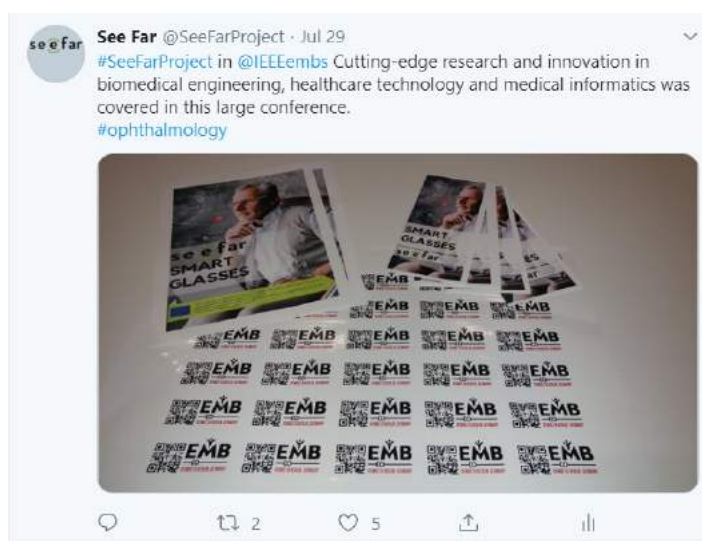 see far
See Far @SeeFarProject · Jul 29
#SeeFarProject in @IEEEembs Cutting-edge research and innovation in
biomedical engineering, healthcare technology and medical informatics was
covered in this large conference.
#ophthalmology
see far
SMART
GLASSES
SMART
GLASSES
see far
EMB
EMB EMB EMB
EMB EMB EMB EMB EMB
EMB EMB EMB EMB EMB
EMB EMB EMB EMB EMB
EMB EMB EMB EMB EMB
2 5